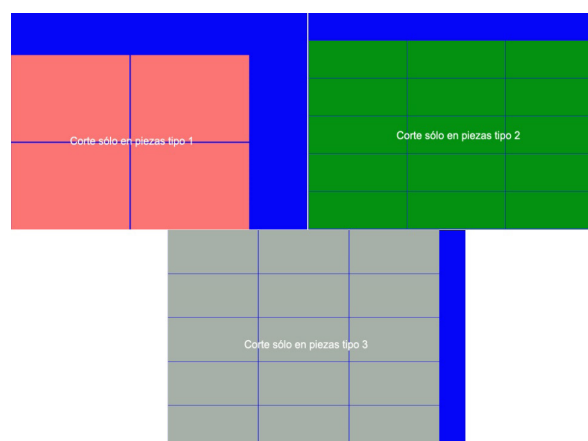 Corte sólo en piezas tipo 1
Corte sólo en piezas tipo 2
Corte sólo en piezas tipo 3